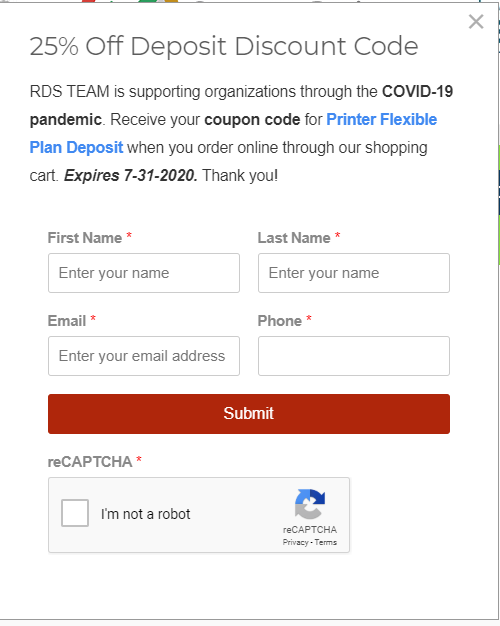 25% Off Deposit Discount Code
RDS TEAM is supporting organizations through the COVID-19
pandemic. Receive your coupon code for Printer Flexible
Plan Deposit when you order online through our shopping
cart. Expires 7-31-2020. Thank you!
First Name * Last Name *
Enter your name Enter your name
Email * Phone *
Enter your email address
Submit
reCAPTCHA *
I'm not a robot
reCAPTCHA
Privacy - Terms